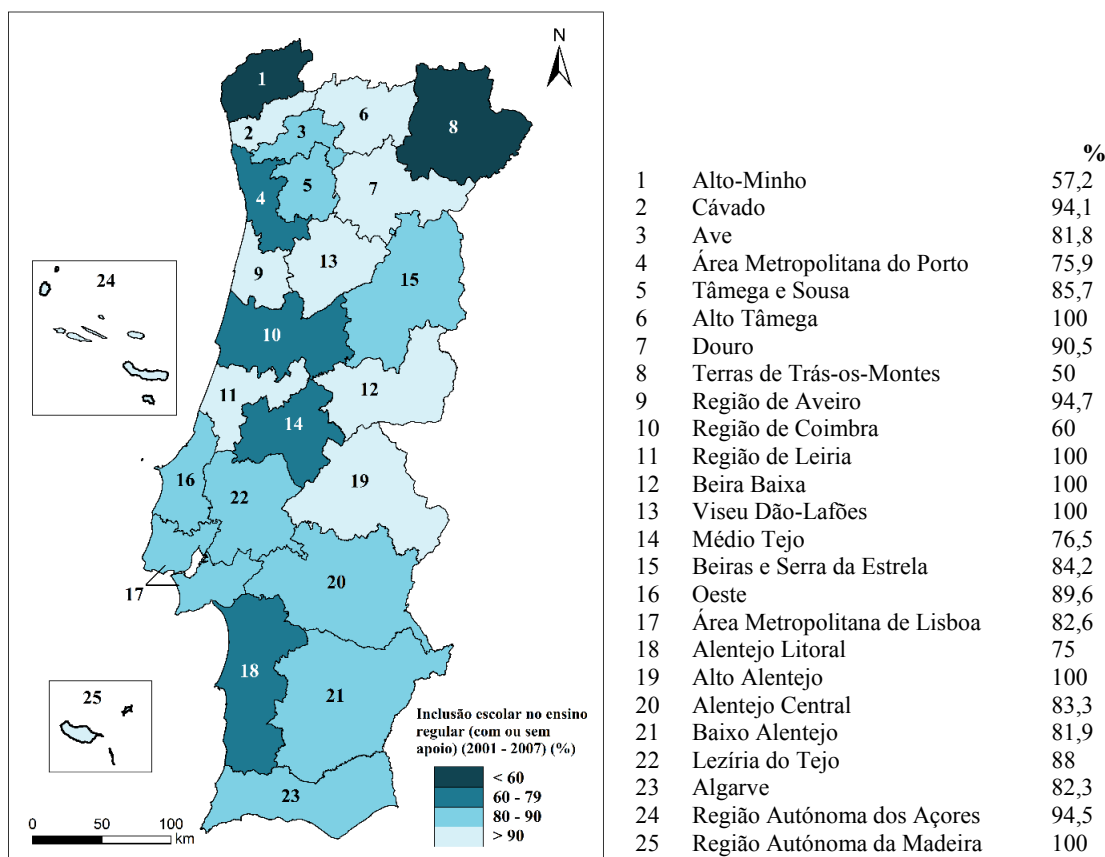 N
1
2
3
4
5
6
7
8
9
13
15
24
10
11
12
14
16
22
19
17
20
18
21
25
23
Inclusão escolar no ensino
regular (com ou sem
apoio) (2001 - 2007) (%)
< 60
60 - 79
80 - 90
> 90
0 50 100
km
%
1 Alto-Minho 57,2
2 Cávado 94,1
3 Ave 81,8
4 Área Metropolitana do Porto 75,9
5 Tâmega e Sousa 85,7
6 Alto Tâmega 100
7 Douro 90,5
8 Terras de Trás-os-Montes 50
9 Região de Aveiro 94,7
10 Região de Coimbra 60
11 Região de Leiria 100
12 Beira Baixa 100
13 Viseu Dão-Lafões 100
14 Médio Tejo 76,5
15 Beiras e Serra da Estrela 84,2
16 Oeste 89,6
17 Área Metropolitana de Lisboa 82,6
18 Alentejo Litoral 75
19 Alto Alentejo 100
20 Alentejo Central 83,3
21 Baixo Alentejo 81,9
22 Lezíria do Tejo 88
23 Algarve 82,3
24 Região Autónoma dos Açores 94,5
25 Região Autónoma da Madeira 100